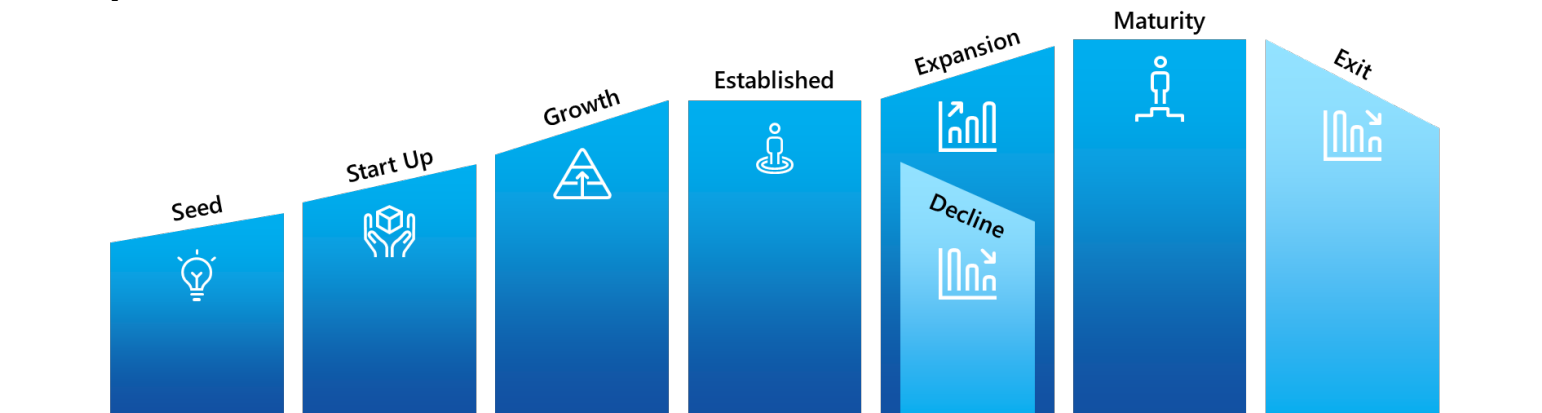 Seed
Start Up
Growth
Established
Expansion
Decline
Maturity
Exit